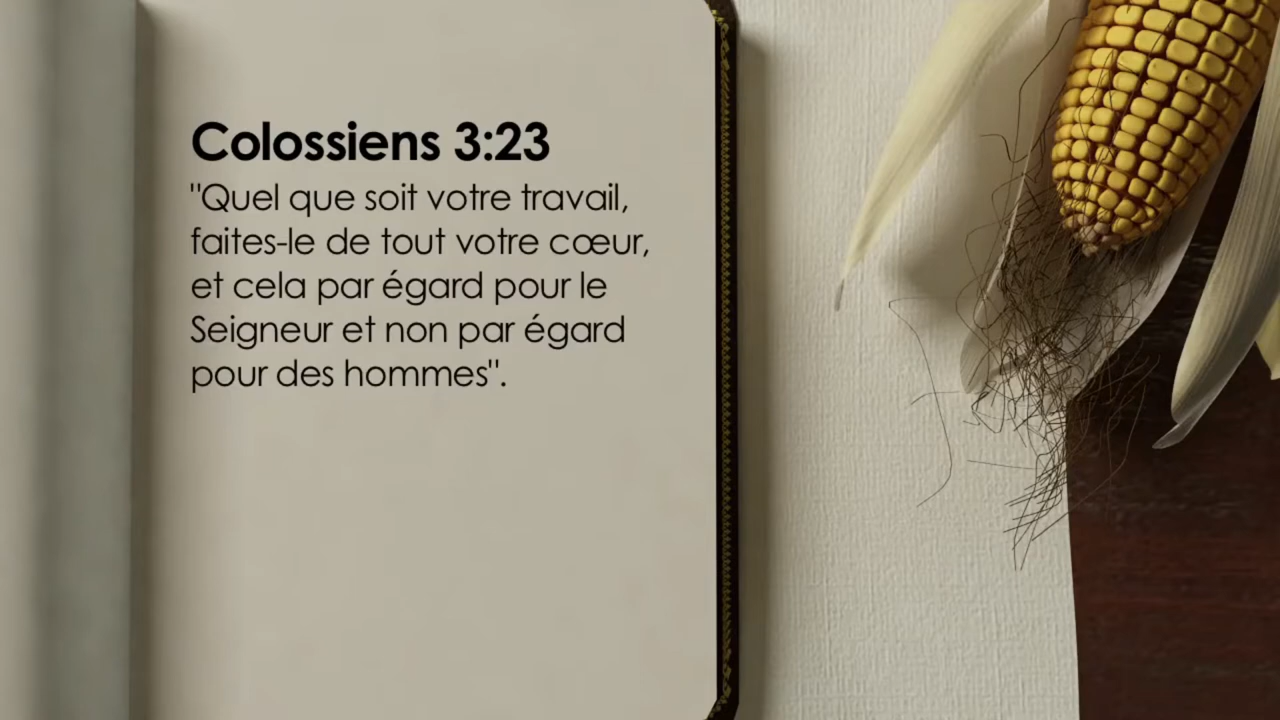 Colossiens 3:23
"Quel que soit votre travail,
faites-le de tout votre cœur,
et cela par égard pour le
Seigneur et non par égard
pour des hommes".